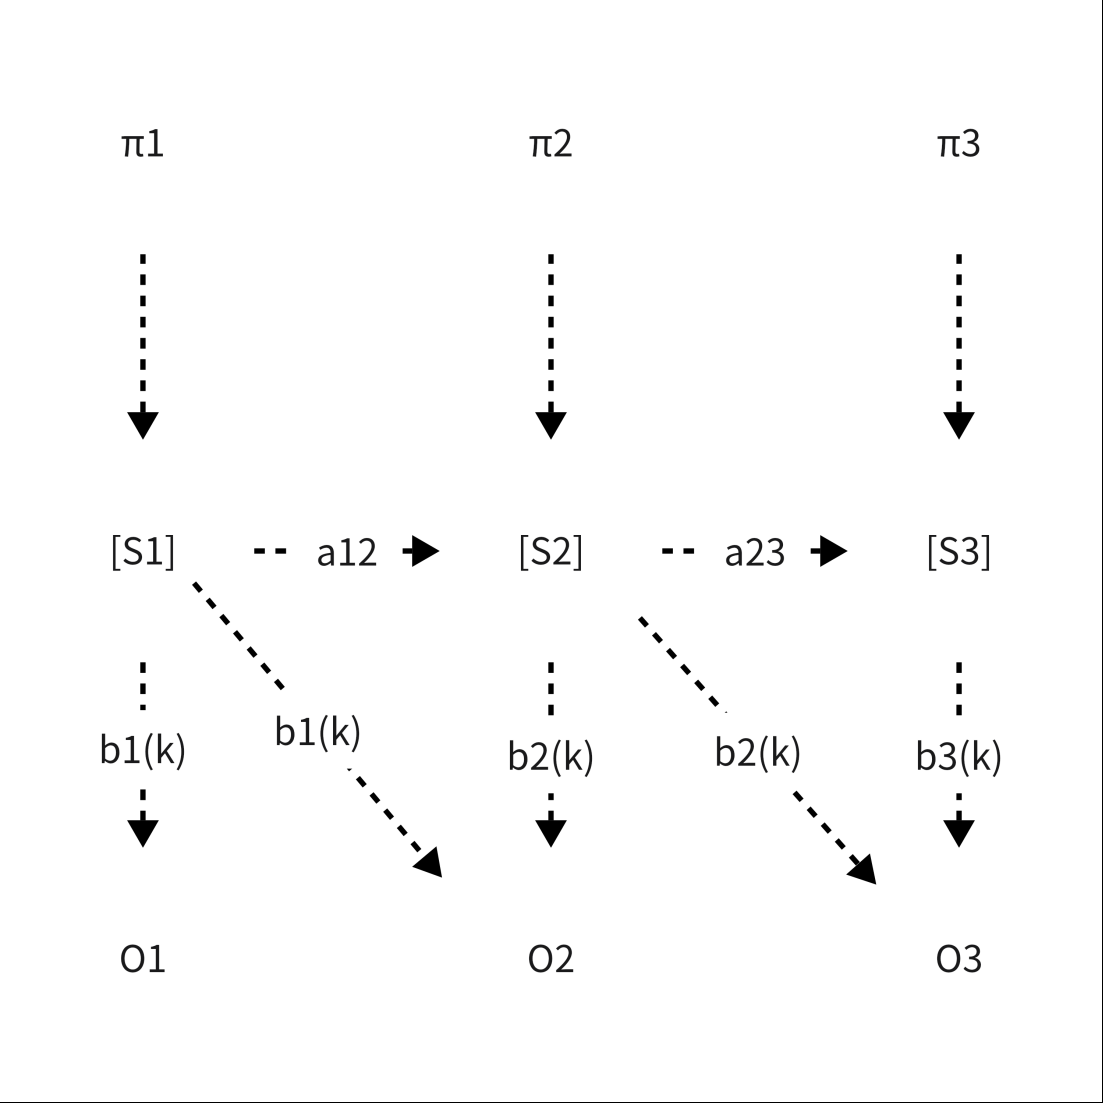 π1 π2 π3
[S1] a12 [S2] a23 [S3]
b1(k) b1(k) b2(k) b2(k) b3(k)
O1 O2 O3